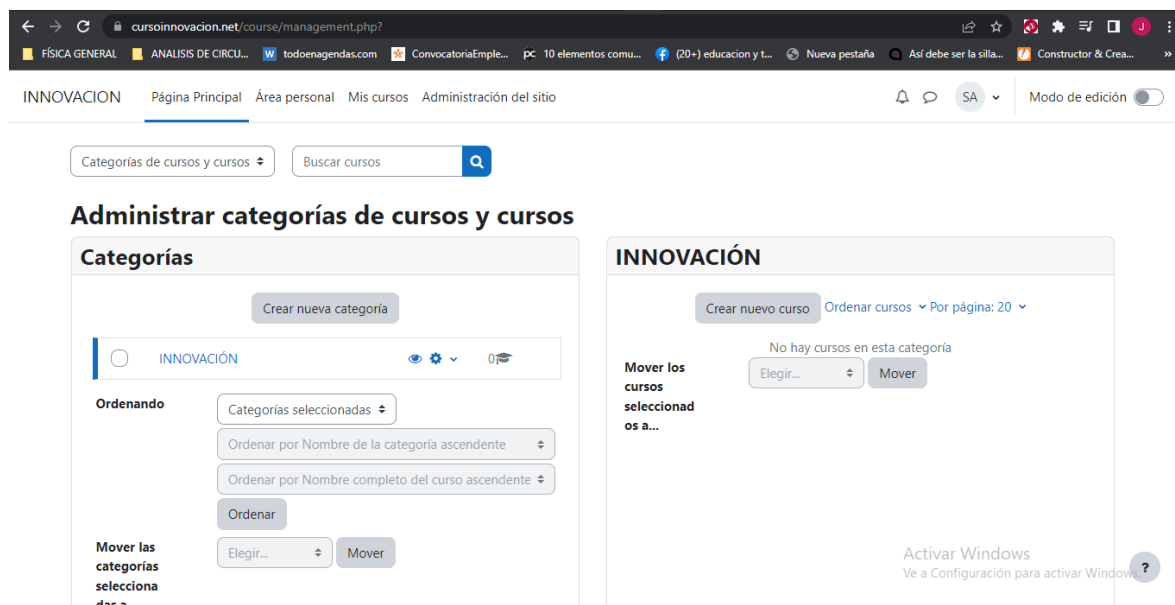 cursoinnovacion.net/course/management.php?
J
FÍSICA GENERAL ANALISIS DE CIRCU... W todoenagendas.com ConvocatoriaEmple... pc 10 elementos comu... (20+) educacion y t... Nueva pestaña Así debe ser la silla... Constructor & Crea... »
INNOVACION Página Principal Área personal Mis cursos Administración del sitio SA Modo de edición
Categorías de cursos y cursos Buscar cursos
Administrar categorías de cursos y cursos
Categorías
Crear nueva categoría
INNOVACIÓN 0
Ordenando Categorías seleccionadas
Ordenar por Nombre de la categoría ascendente
Ordenar por Nombre completo del curso ascendente
Ordenar
Mover las
categorías
selecciona
das a
Elegir... Mover
INNOVACIÓN
Crear nuevo curso Ordenar cursos Por página: 20
No hay cursos en esta categoría
Mover los
cursos
seleccionad
os a...
Elegir... Mover
Activar Windows
Ve a Configuración para activar Windows.
?